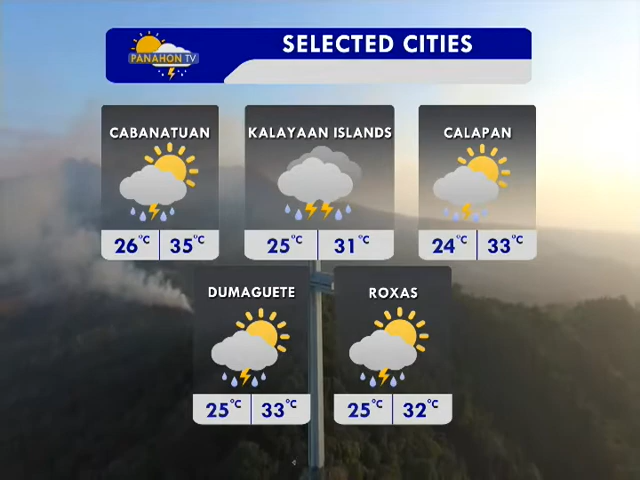 PANAHON TV
SELECTED CITIES
CABANATUAN
26°C 35°C
KALAYAAN ISLANDS
25°C 31°C
CALAPAN
24°C 33°C
DUMAGUETE
25°C 33°C
ROXAS
25°C 32°C